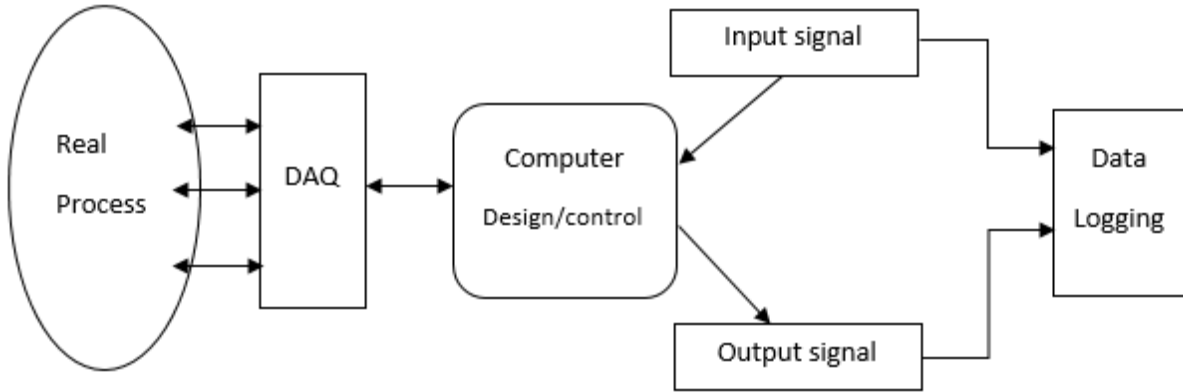 Real
Process
DAQ
Computer
Design/control
Input signal
Output signal
Data
Logging